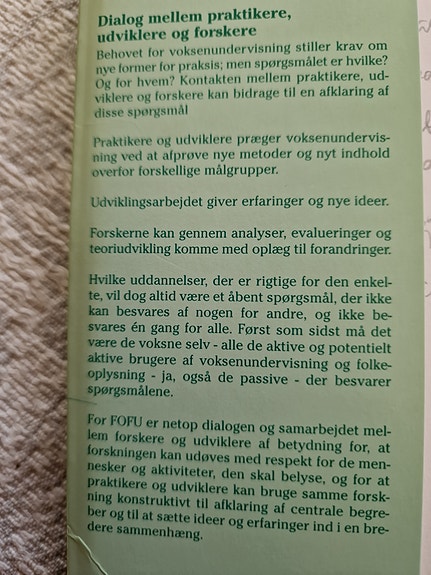 Dialog mellem praktikere,
udviklere og forskere
Behovet for voksenundervisning stiller krav om
nye former for praksis; men spørgsmålet er hvilke?
Og for hvem? Kontakten mellem praktikere, ud-
viklere og forskere kan bidrage til en afklaring af
disse spørgsmål
Praktikere og udviklere præger voksenundervis-
ning ved at afprøve nye metoder og nyt indhold
overfor forskellige målgrupper.
Udviklingsarbejdet giver erfaringer og nye ideer.
Forskerne kan gennem analyser, evalueringer og
teoriudvikling komme med oplæg til forandringer.
Hvilke uddannelser, der er rigtige for den enkel-
te, vil dog altid være et åbent spørgsmål, der ikke
kan besvares af nogen for andre, og ikke be-
svares én gang for alle. Først som sidst må det
være de voksne selv - alle de aktive og potentielt
aktive brugere af voksenundervisning og folke-
oplysning - ja, også de passive - der besvarer
spørgsmålene.
For FOFU er netop dialogen og samarbejdet mel-
lem forskere og udviklere af betydning for, at
forskningen kan udøves med respekt for de men-
nesker og aktiviteter, den skal belyse, og for at
praktikere og udviklere kan bruge samme forsk-
ning konstruktivt til afklaring af centrale begre-
ber og til at sætte ideer og erfaringer ind i en bre-
dere sammenhæng.